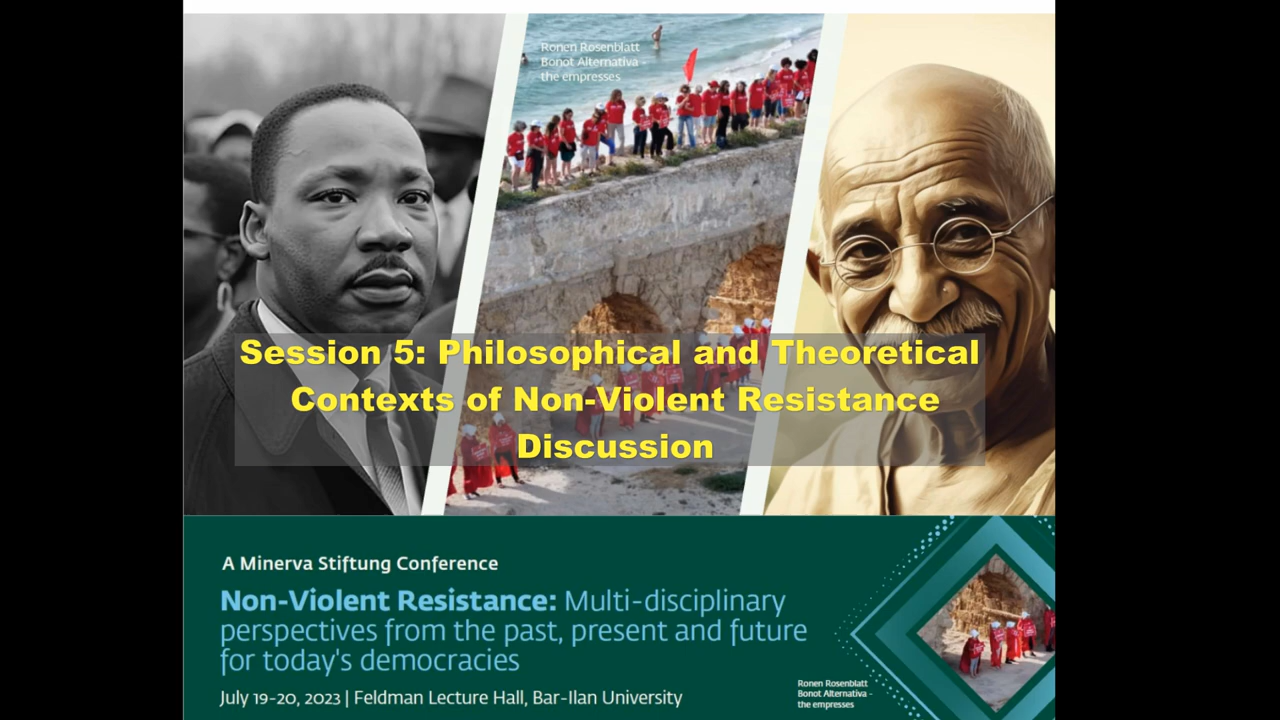 Ronen Rosenblatt
Bonot Alternativa -
the empresses
Session 5: Philosophical and Theoretical
Contexts of Non-Violent Resistance
Discussion
A Minerva Stiftung Conference
Non-Violent Resistance: Multi-disciplinary
perspectives from the past, present and future
for today's democracies
July 19-20, 2023 | Feldman Lecture Hall, Bar-Ilan University
Ronen Rosenblatt
Bonot Alternativa -
the empresses